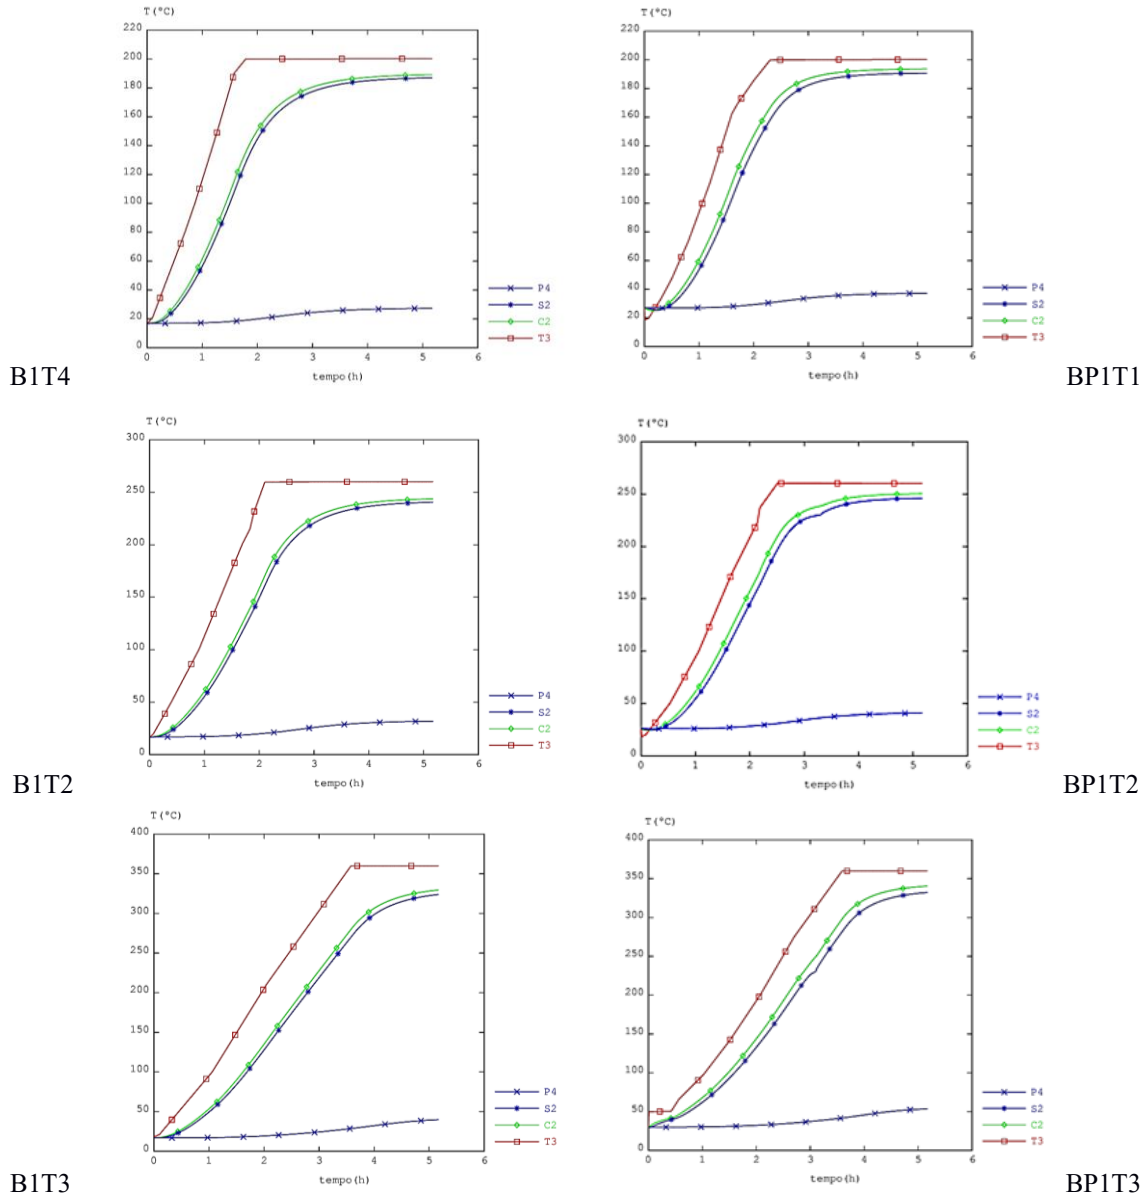 T(°C)
220
200
180
160
140
120
100
80
60
40
20
0
0 1 2 3 4 5 6
tempo(h)
P4
S2
C2
T3
B1T4
T(°C)
220
200
180
160
140
120
100
80
60
40
20
0
0 1 2 3 4 5 6
tempo(h)
P4
S2
C2
T3
BP1T1
T(°C)
300
250
200
150
100
50
0
0 1 2 3 4 5 6
tempo(h)
P4
S2
C2
T3
B1T2
T(°C)
300
250
200
150
100
50
0
0 1 2 3 4 5 6
tempo(h)
P4
S2
C2
T3
BP1T2
T(°C)
400
350
300
250
200
150
100
50
0
0 1 2 3 4 5 6
tempo(h)
P4
S2
C2
T3
B1T3
T(°C)
400
350
300
250
200
150
100
50
0
0 1 2 3 4 5 6
tempo(h)
P4
S2
C2
T3
BP1T3